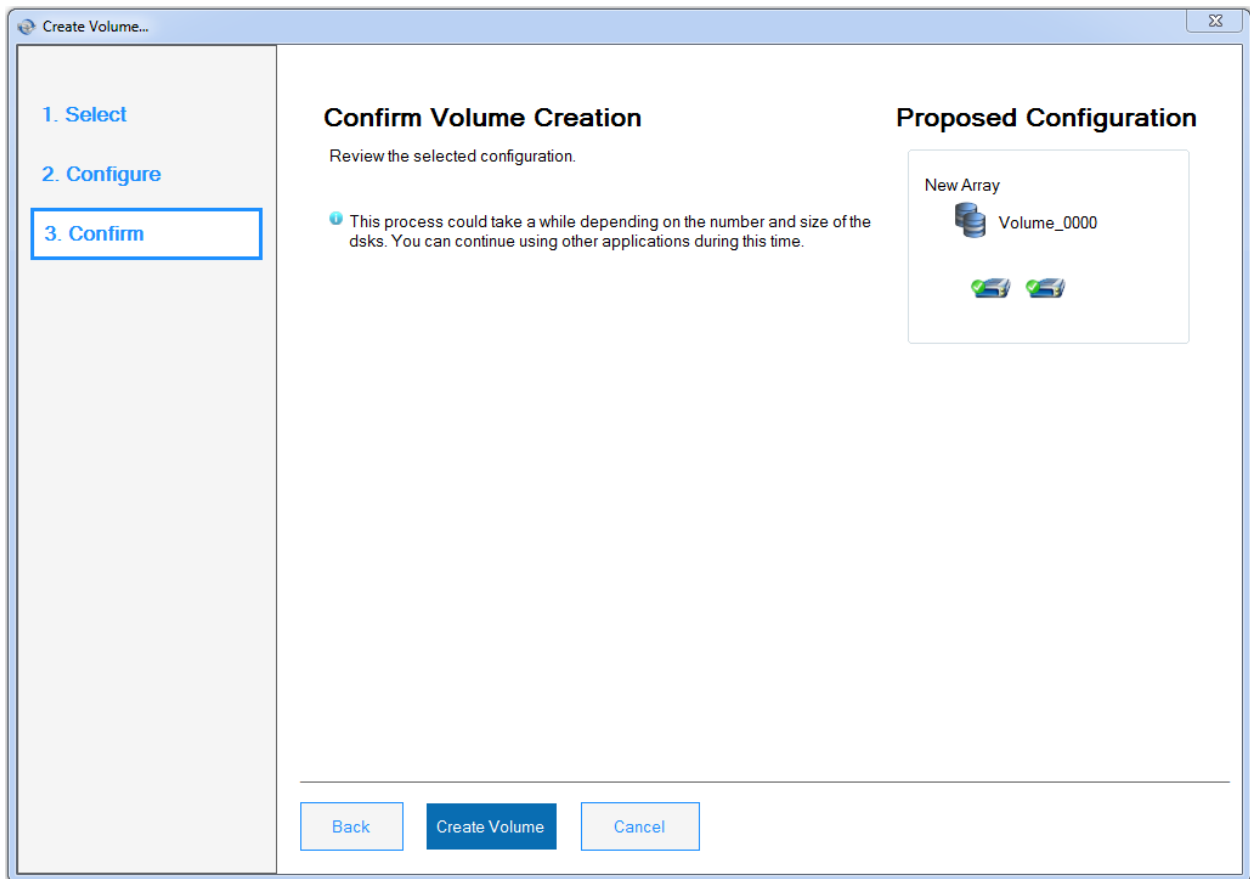 Create Volume...
1. Select
2. Configure
3. Confirm
Confirm Volume Creation
Review the selected configuration.
This process could take a while depending on the number and size of the
dsks. You can continue using other applications during this time.
Proposed Configuration
New Array
Volume_0000
Back
Create Volume
Cancel